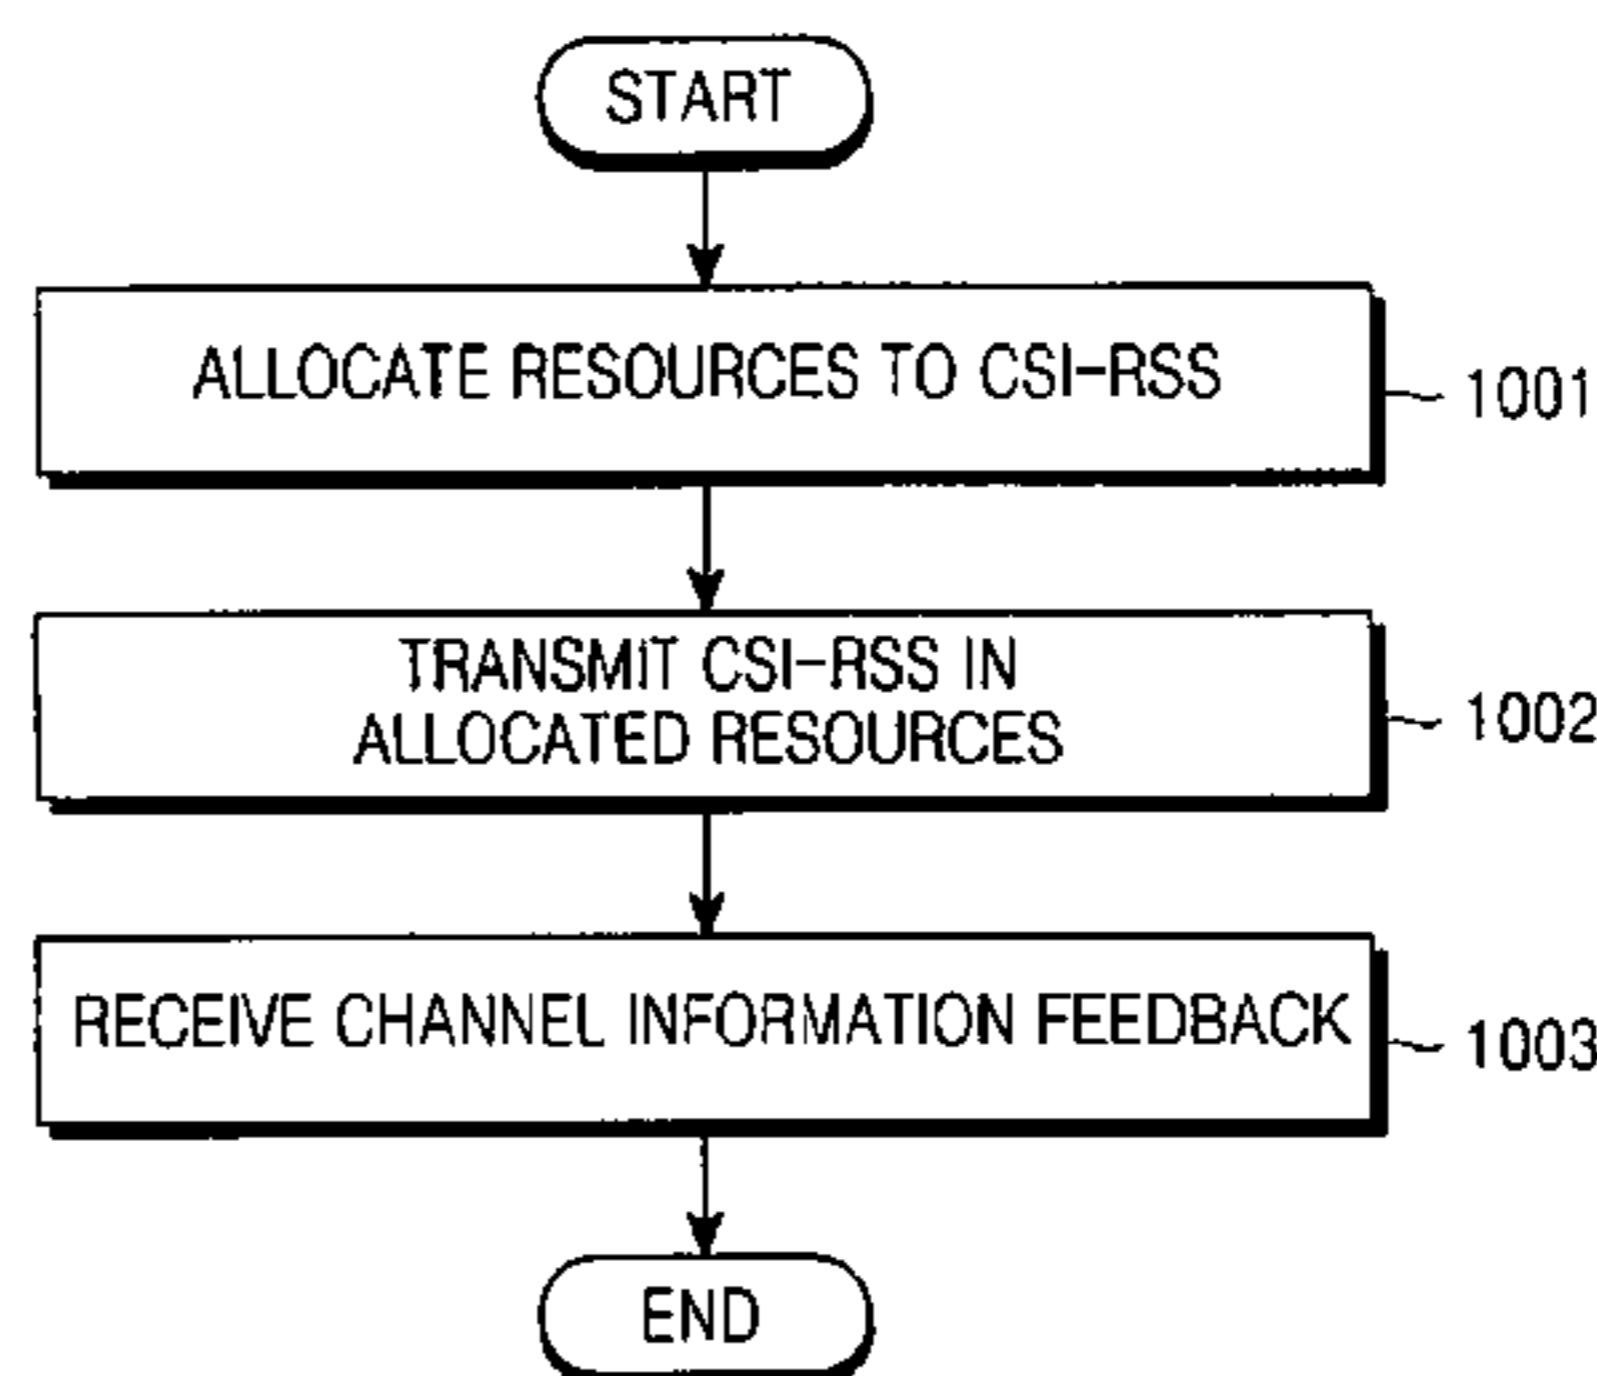 START
ALLOCATE RESOURCES TO CSI-RSS
1001
TRANSMIT CSI-RSS IN
ALLOCATED RESOURCES
1002
RECEIVE CHANNEL INFORMATION FEEDBACK
1003
END